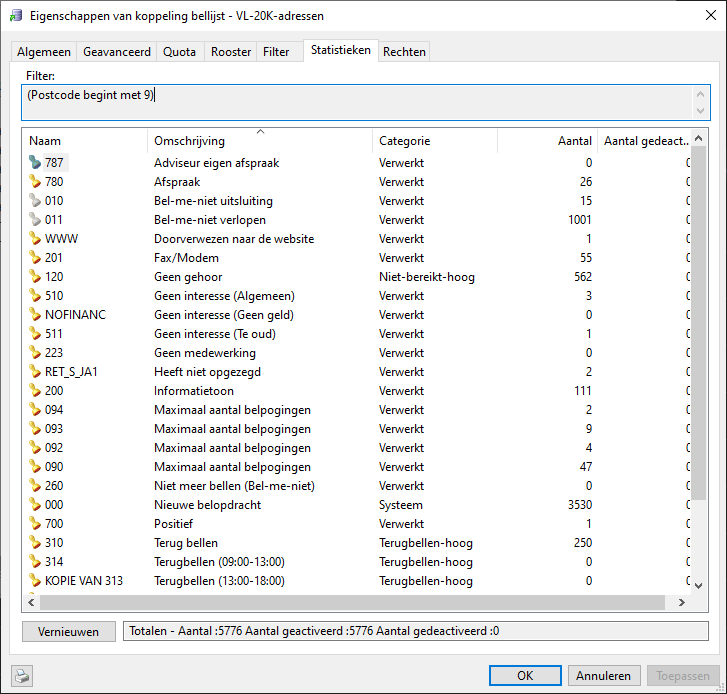 Eigenschappen van koppeling bellijst - VL-20K-adressen
Algemeen Geavanceerd Quota Rooster Filter Statistieken Rechten
Filter:
(Postcode begint met 9)
Naam Omschrijving Categorie Aantal Aantal gedeact...
787 Adviseur eigen afspraak Verwerkt 0 0
780 Afspraak Verwerkt 26 0
010 Bel-me-niet uitsluiting Verwerkt 15 0
011 Bel-me-niet verlopen Verwerkt 1001 0
WWW Doorverwezen naar de website Verwerkt 1 0
201 Fax/Modem Verwerkt 55 0
120 Geen gehoor Niet-bereikt-hoog 562 0
510 Geen interesse (Algemeen) Verwerkt 3 0
NOFINANC Geen interesse (Geen geld) Verwerkt 0 0
511 Geen interesse (Te oud) Verwerkt 1 0
223 Geen medewerking Verwerkt 0 0
RET_S_JA1 Heeft niet opgezegd Verwerkt 2 0
200 Informatietoon Verwerkt 111 0
094 Maximaal aantal belpogingen Verwerkt 2 0
093 Maximaal aantal belpogingen Verwerkt 9 0
092 Maximaal aantal belpogingen Verwerkt 4 0
090 Maximaal aantal belpogingen Verwerkt 47 0
260 Niet meer bellen (Bel-me-niet) Verwerkt 0 0
000 Nieuwe belopdracht Systeem 3530 0
700 Positief Verwerkt 1 0
310 Terug bellen Terugbellen-hoog 250 0
314 Terugbellen (09:00-13:00) Terugbellen-hoog 0 0
KOPIE VAN 313 Terugbellen (13:00-18:00) Terugbellen-hoog 0 0
Vernieuwen Totalen - Aantal :5776 Aantal geactiveerd :5776 Aantal gedeactiveerd :0
OK Annuleren Toepassen